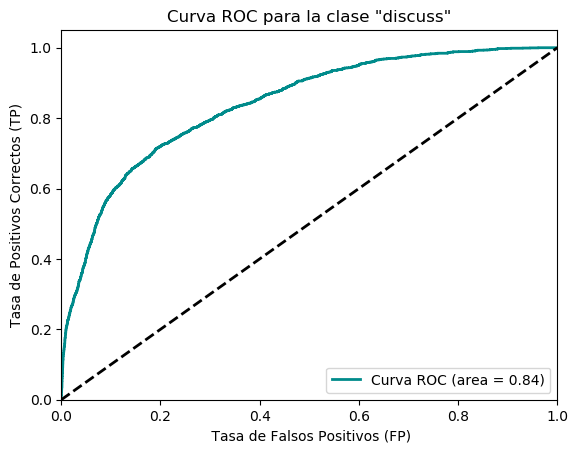 Curva ROC para la clase "discuss"
Tasa de Positivos Correctos (TP)
1.0
0.8
0.6
0.4
0.2
0.0
0.0 0.2 0.4 0.6 0.8 1.0
Curva ROC (area = 0.84)
Tasa de Falsos Positivos (FP)